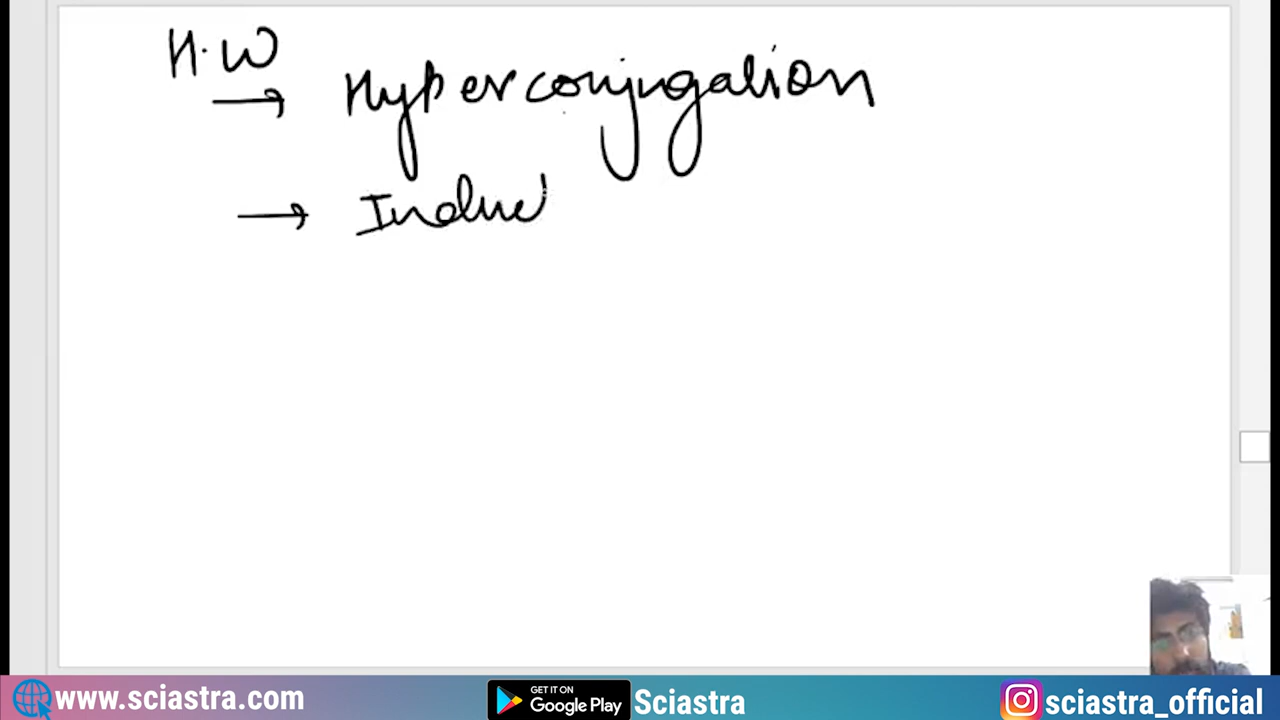 H.W
→ Hyperconjugation
→ Induc
www.sciastra.com
GET IT ON
Google Play
Sciastra
sciastra_official